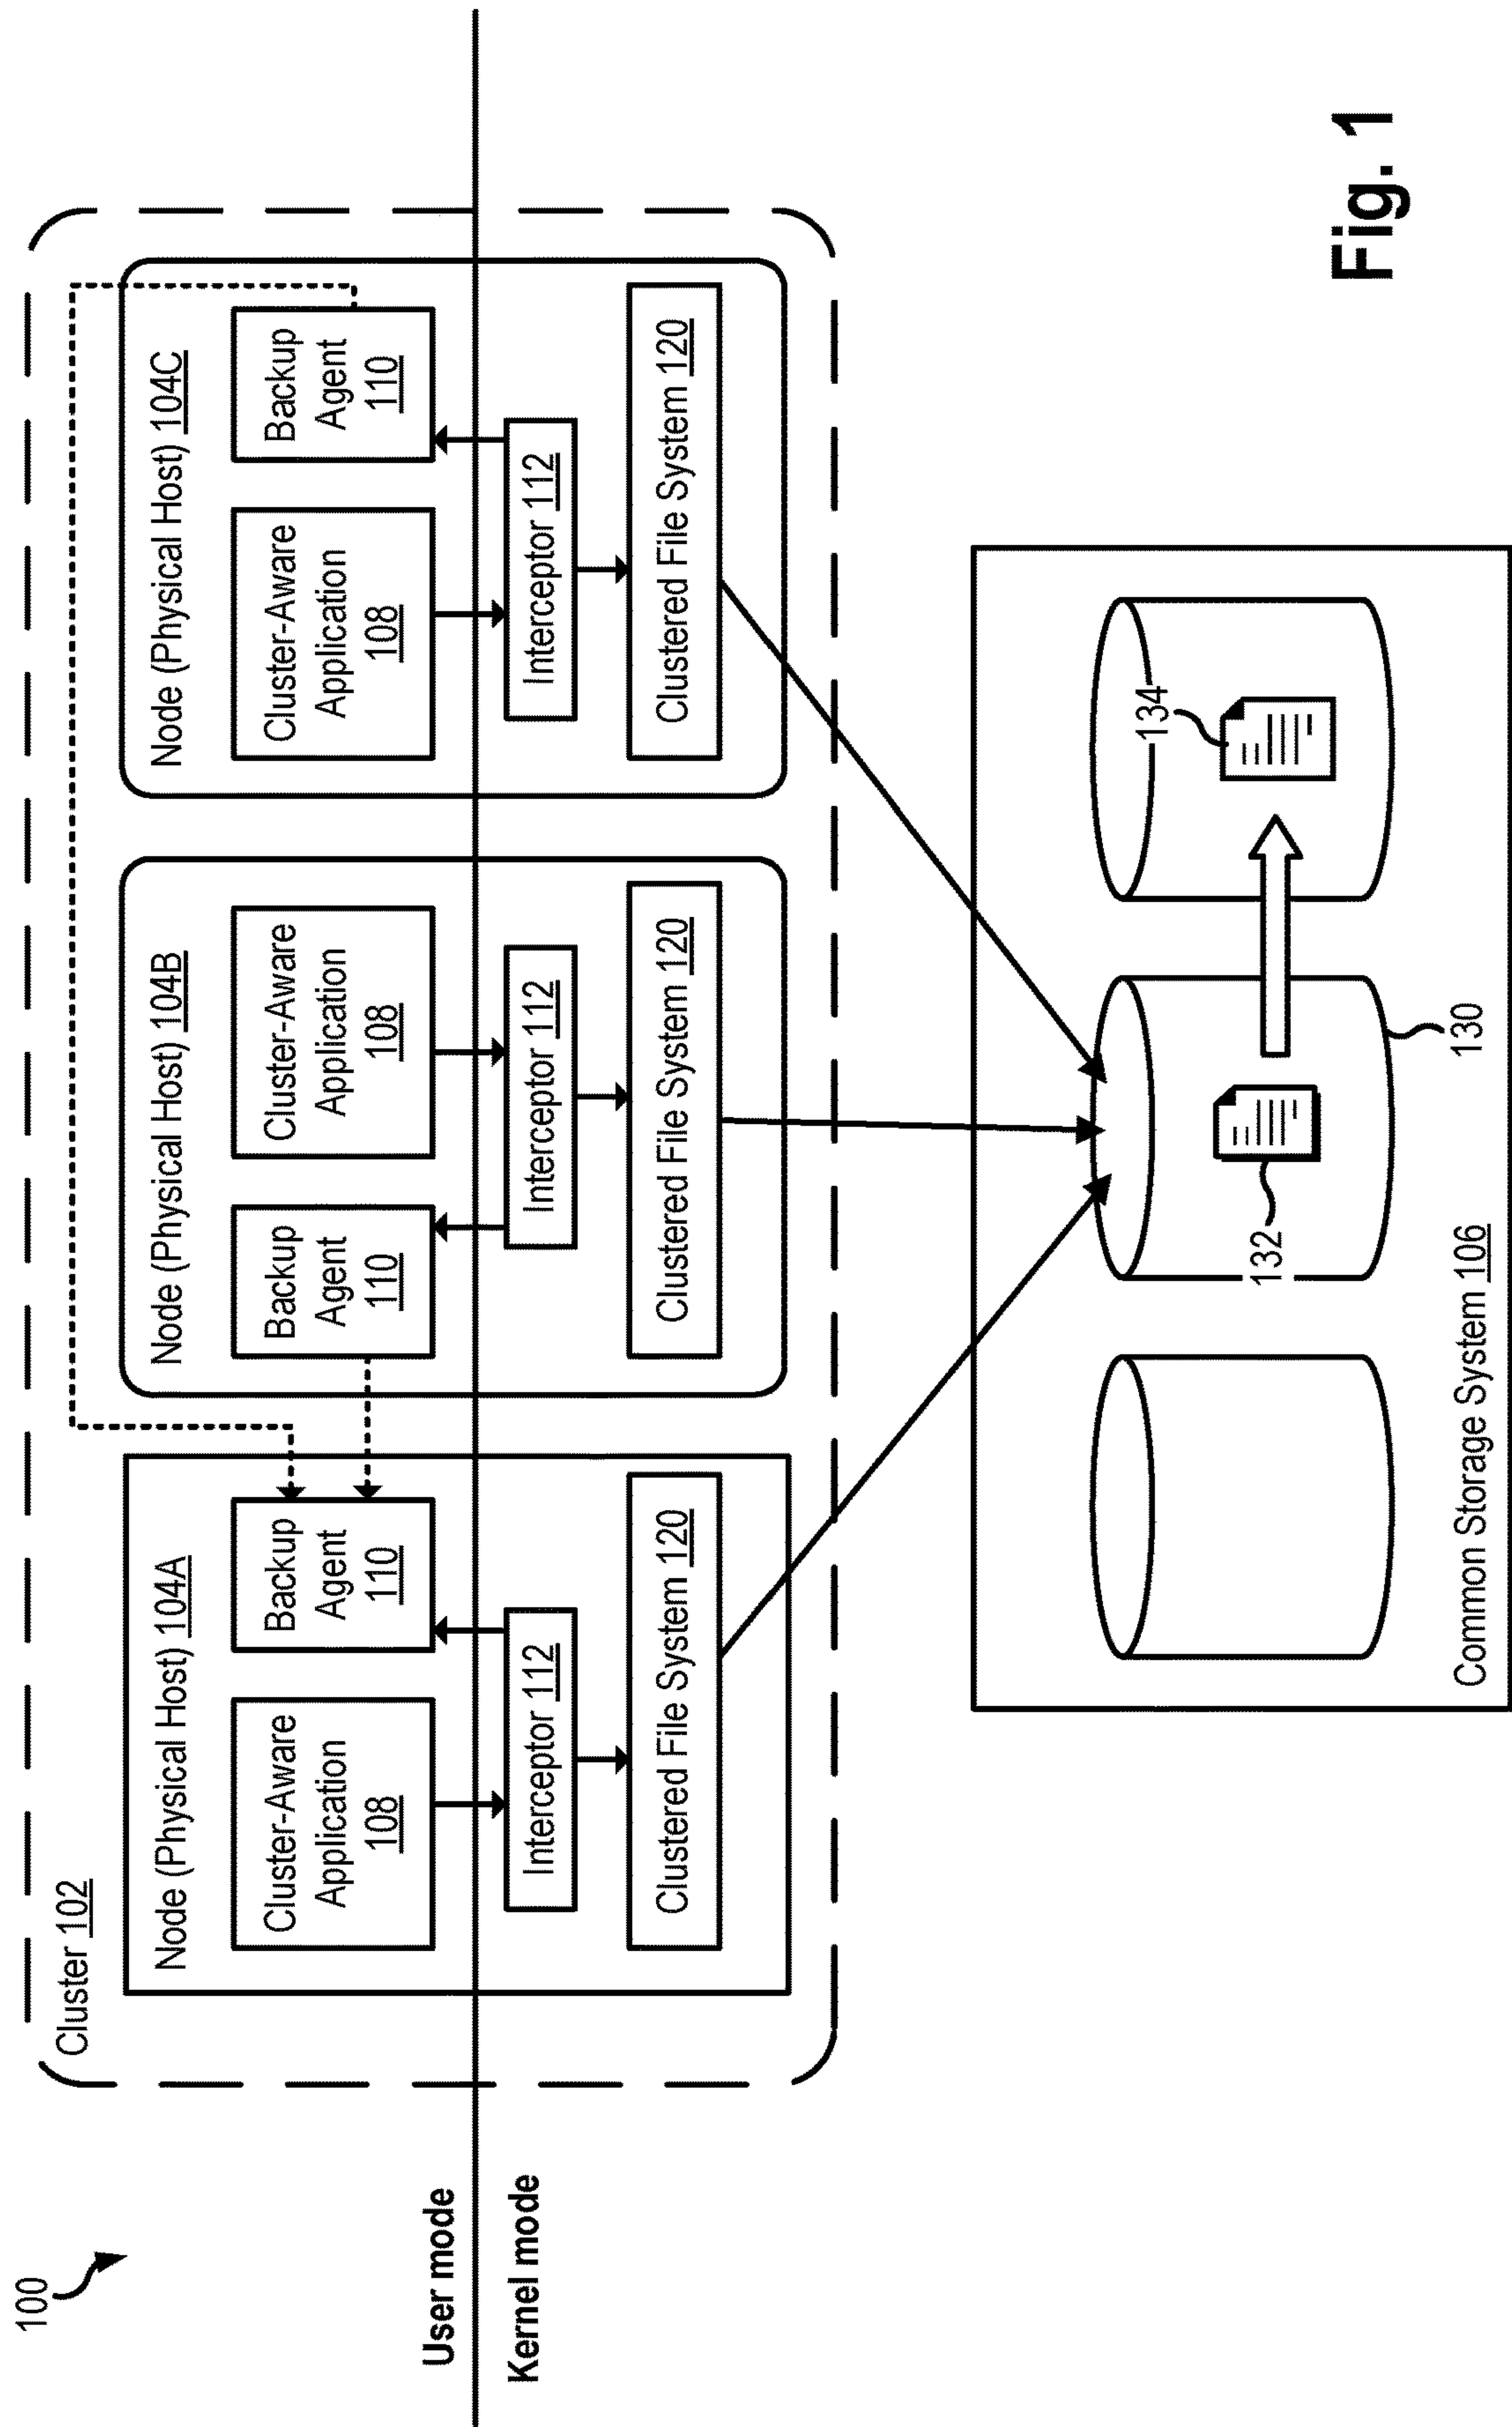 100
Cluster 102
Node (Physical Host) 104A
Cluster-Aware
Application
108
Backup
Agent
110
Interceptor 112
Clustered File System 120
Node (Physical Host) 104B
Backup
Agent
110
Cluster-Aware
Application
108
Interceptor 112
Clustered File System 120
Node (Physical Host) 104C
Cluster-Aware
Application
108
Backup
Agent
110
Interceptor 112
Clustered File System 120
User mode
Kernel mode
132
130
134
Common Storage System 106
Fig. 1